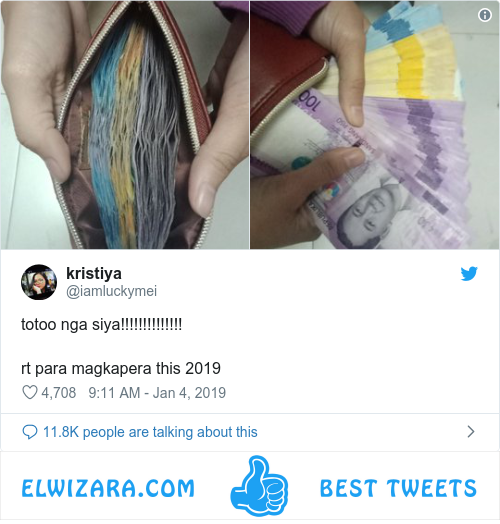 100
kristiya
@iamluckymei
totoo nga siya!!!!!!!!!!!!!!
rt para magkapera this 2019
4,708 9:11 AM - Jan 4, 2019
11.8K people are talking about this
ELWIZARA.COM BEST TWEETS